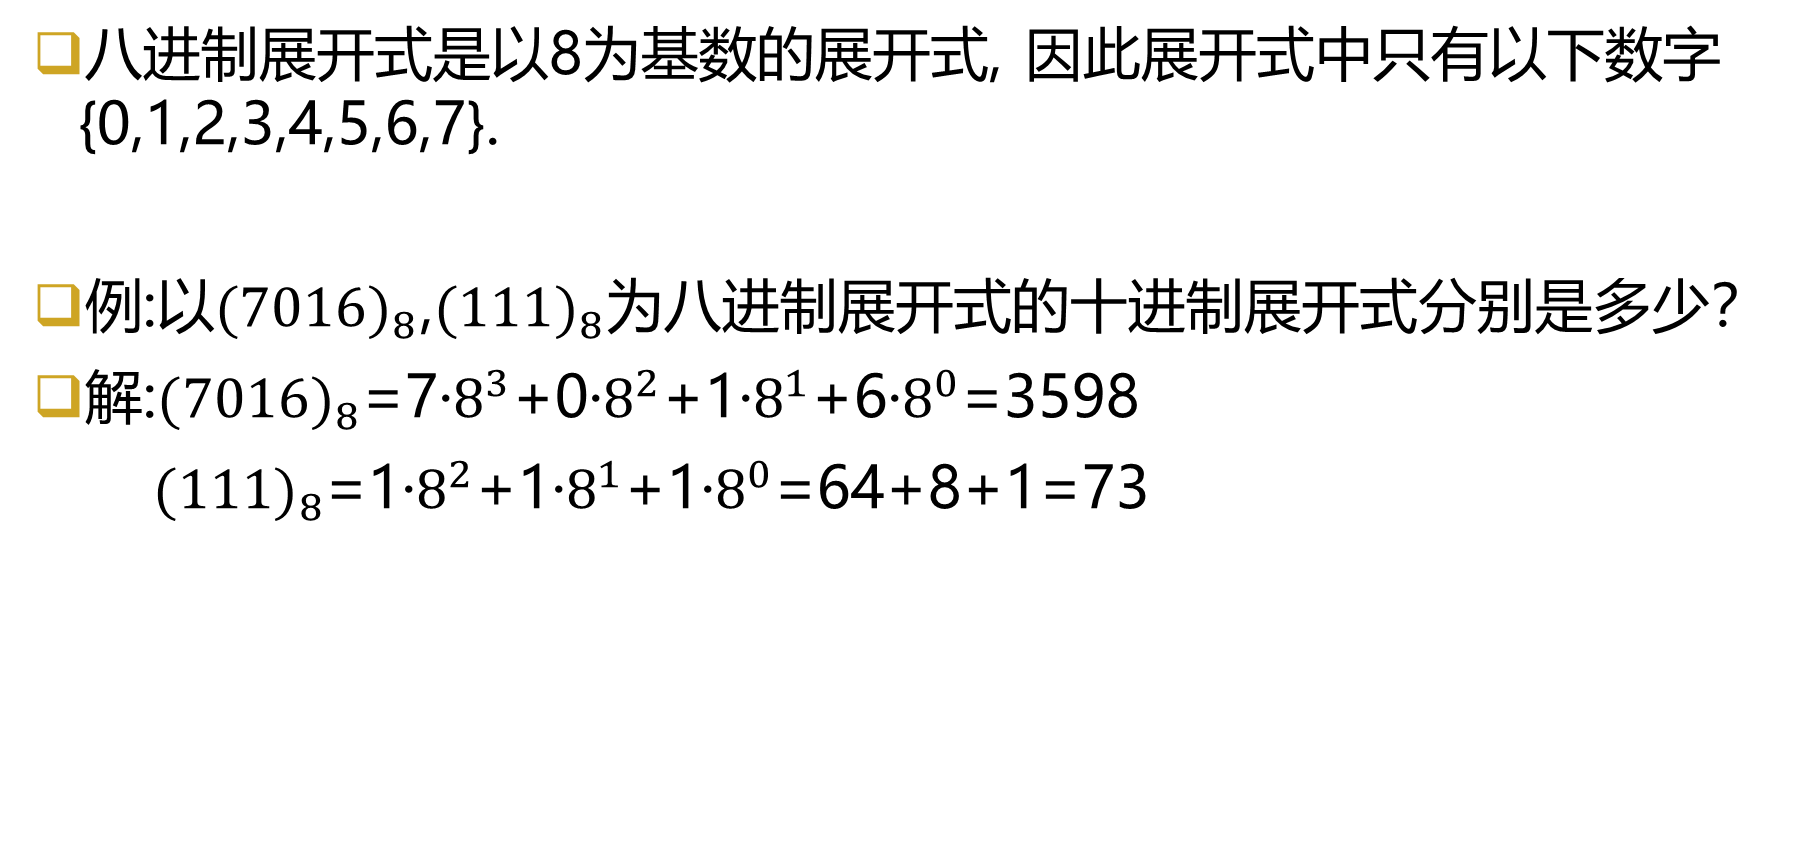 八进制展开式是以8为基数的展开式, 因此展开式中只有以下数字
{0,1,2,3,4,5,6,7}.
例:以(7016)₈,(111)₈为八进制展开式的十进制展开式分别是多少?
解:(7016)₈=7·8³+0·8²+1·8¹+6·8⁰=3598
(111)₈=1·8²+1·8¹+1·8⁰=64+8+1=73